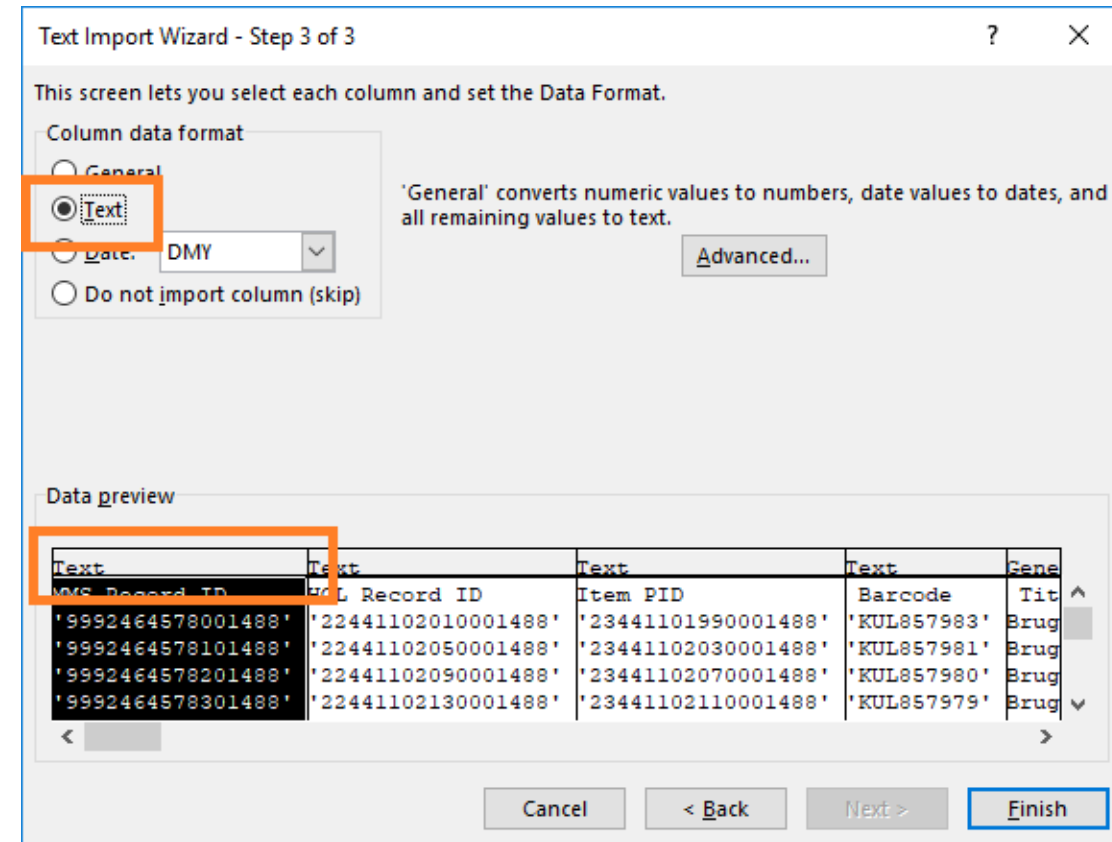 Text Import Wizard - Step 3 of 3 ? ×
This screen lets you select each column and set the Data Format.
Column data format
General
Text
Date: DMY
Do not import column (skip)
'General' converts numeric values to numbers, date values to dates, and
all remaining values to text.
Advanced...
Data preview
Text Text Text Text Gene
MMS Record ID HOL Record ID Item PID Barcode Tit
'9992464578001488' '22441102010001488' '23441101990001488' 'KUL857983' Brug
'9992464578101488' '22441102050001488' '23441102030001488' 'KUL857981' Brug
'9992464578201488' '22441102090001488' '23441102070001488' 'KUL857980' Brug
'9992464578301488' '22441102130001488' '23441102110001488' 'KUL857979' Brug
Cancel < Back Next > Finish